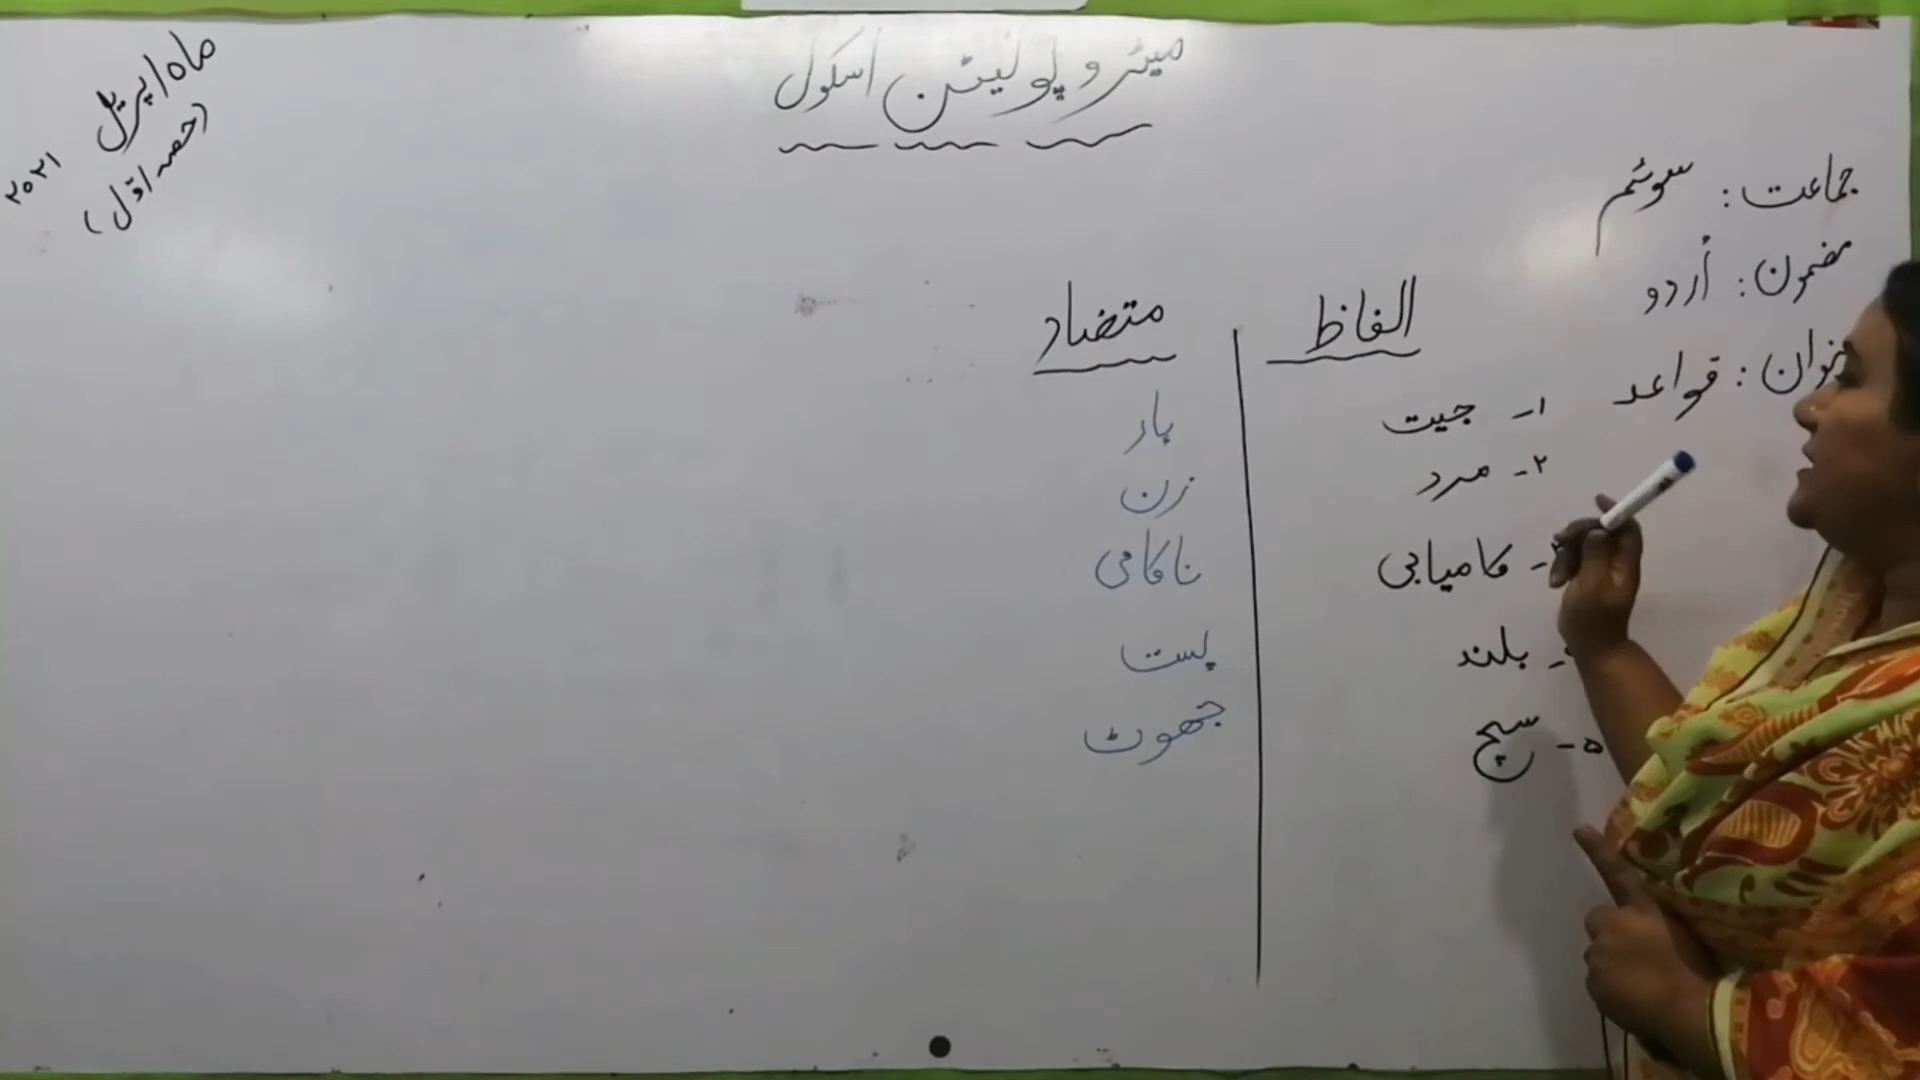 میٹروپولیٹن اسکول
ماہ اپریل
۲۰۲۱
(حصہ اوّل)
جماعت: سوئم
مضمون: اُردو
عنوان: قواعد
الفاظ متضاد
۱- جیت ہار
۲- مرد زن
۳- کامیابی ناکامی
بلند پست
۵- سچ جھوٹ